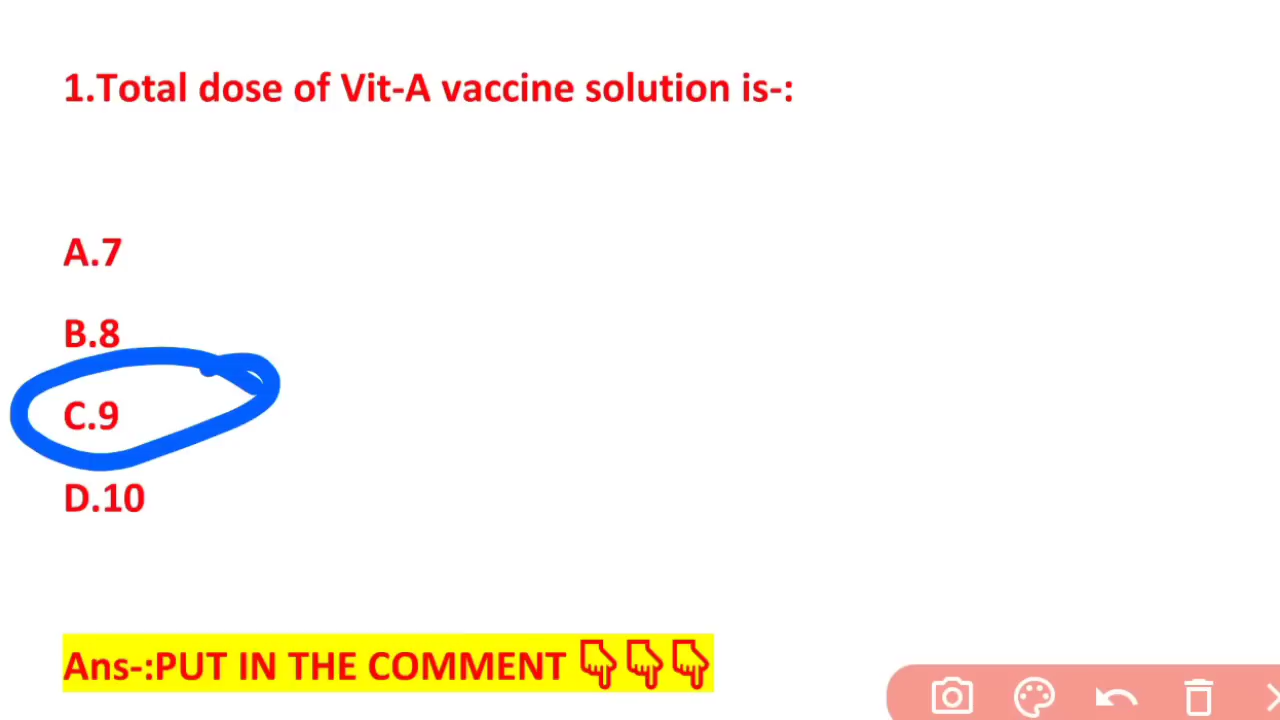 1.Total dose of Vit-A vaccine solution is-:
A.7
B.8
C.9
D.10
Ans-:PUT IN THE COMMENT 👇👇👇